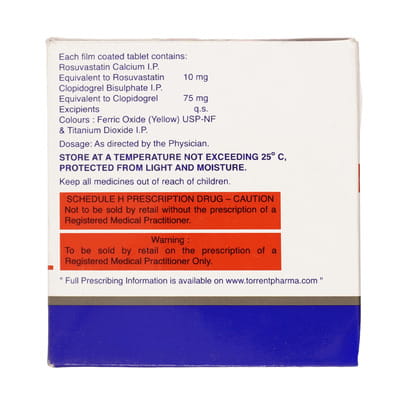 Each film coated tablet contains:
Rosuvastatin Calcium I.P.
Equivalent to Rosuvastatin 10 mg
Clopidogrel Bisulphate I.P.
Equivalent to Clopidogrel 75 mg
Excipients q.s.
Colours : Ferric Oxide (Yellow) USP-NF
& Titanium Dioxide I.P.
Dosage: As directed by the Physician.
STORE AT A TEMPERATURE NOT EXCEEDING 25° C,
PROTECTED FROM LIGHT AND MOISTURE.
Keep all medicines out of reach of children.
SCHEDULE H PRESCRIPTION DRUG – CAUTION
Not to be sold by retail without the prescription of a
Registered Medical Practitioner.
Warning :
To be sold by retail on the prescription of a
Registered Medical Practitioner Only.
" Full Prescribing Information is available on www.torrentpharma.com "